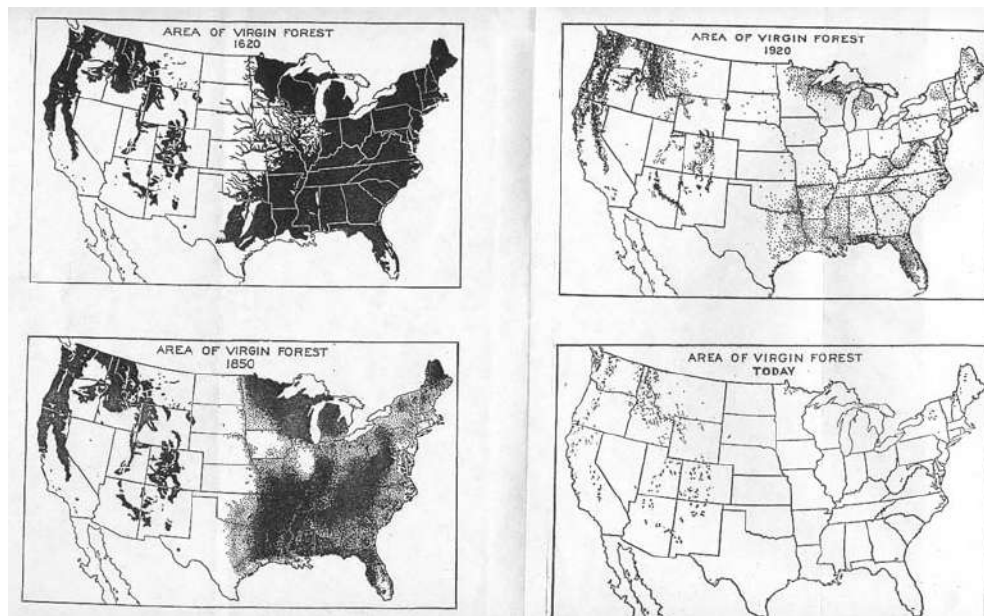 AREA OF VIRGIN FOREST
1620
AREA OF VIRGIN FOREST
1920
AREA OF VIRGIN FOREST
1850
AREA OF VIRGIN FOREST
TODAY